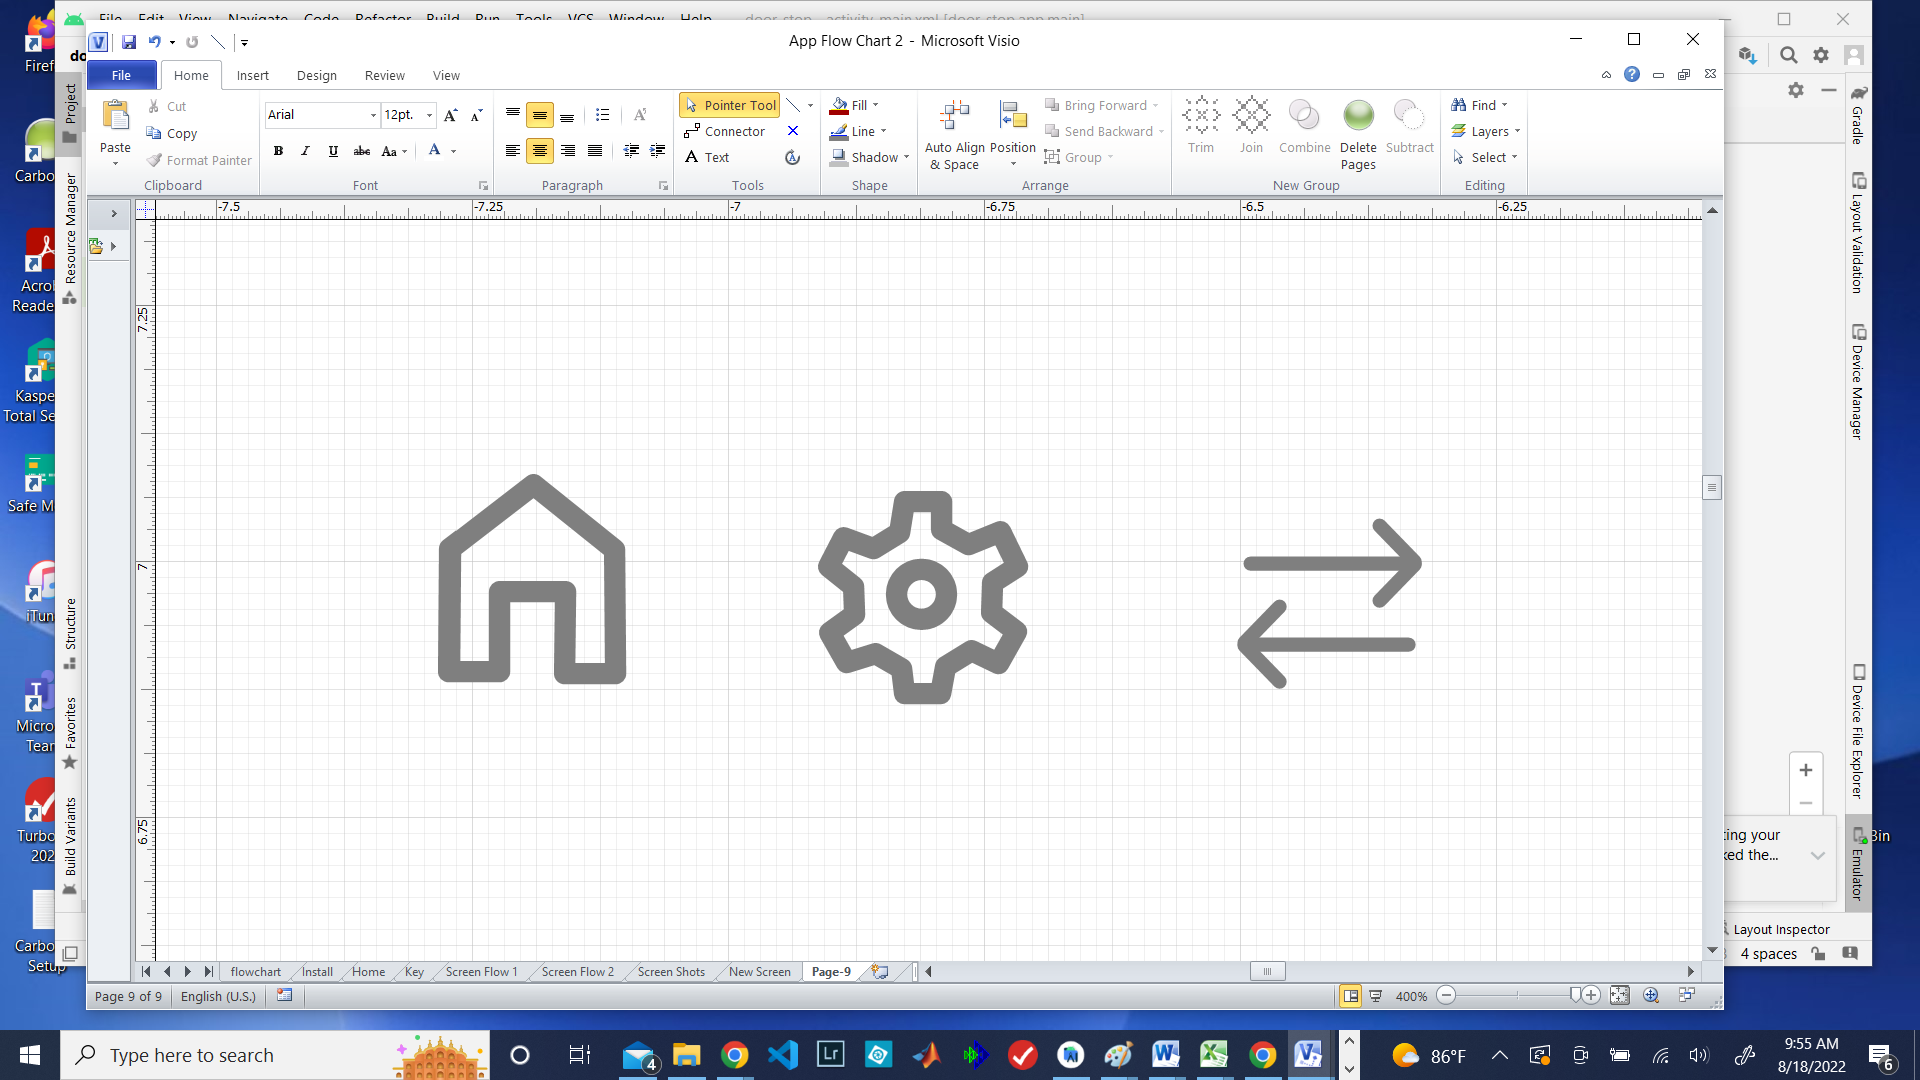 File Edit View Navigate Code Refactor Build Run Tools VCS Window Help door_stop - activity_main.xml [door_stop.app.main]
App Flow Chart 2 - Microsoft Visio
File Home Insert Design Review View
Arial 12pt.
Paste Cut Copy Format Painter
Clipboard
B I U abc Aa A
Font
Paragraph
Pointer Tool
Connector
A Text
Tools
Fill
Line
Shadow
Shape
Auto Align & Space
Position
Bring Forward
Send Backward
Group
Arrange
Trim Join Combine Delete Pages Subtract
New Group
Find
Layers
Select
Editing
-7.5 -7.25 -7 -6.75 -6.5 -6.25
7.25
7
6.75
Project
Resource Manager
Structure
Favorites
Build Variants
Gradle
Layout Validation
Device Manager
Device File Explorer
Emulator
Firef
Carbo
Acrol
Reade
Kaspe
Total Se
Safe M
iTun
Micro
Tean
Turbo
202
Carbo
Setup
do
ting your
ked the...
Bin
Layout Inspector
4 spaces
flowchart Install Home Key Screen Flow 1 Screen Flow 2 Screen Shots New Screen Page-9
Page 9 of 9 English (U.S.) 400%
Type here to search
4
Lr
86°F
9:55 AM
8/18/2022
6